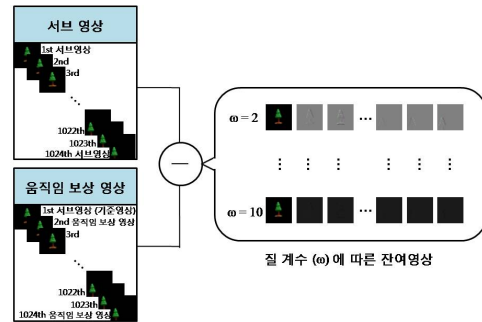 서브 영상
1st 서브영상
2nd
3rd
...
1022th
1023th
1024th 서브영상
움직임 보상 영상
1st 서브영상 (기준영상)
2nd 움직임 보상 영상
3rd
...
1022th
1023th
1024th 움직임 보상 영상
—
ω = 2
...
ω = 10
...
질 계수 (ω) 에 따른 잔여영상